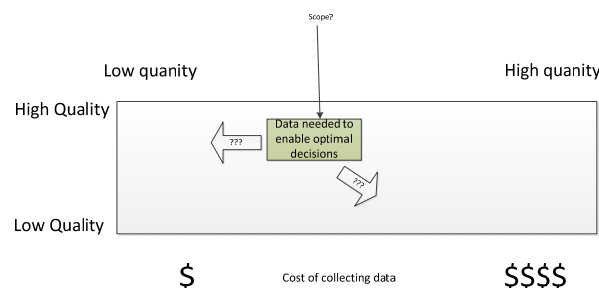 Scope?
Low quanity
High quanity
High Quality
Data needed to
enable optimal
decisions
???
???
Low Quality
$
Cost of collecting data
$$$$